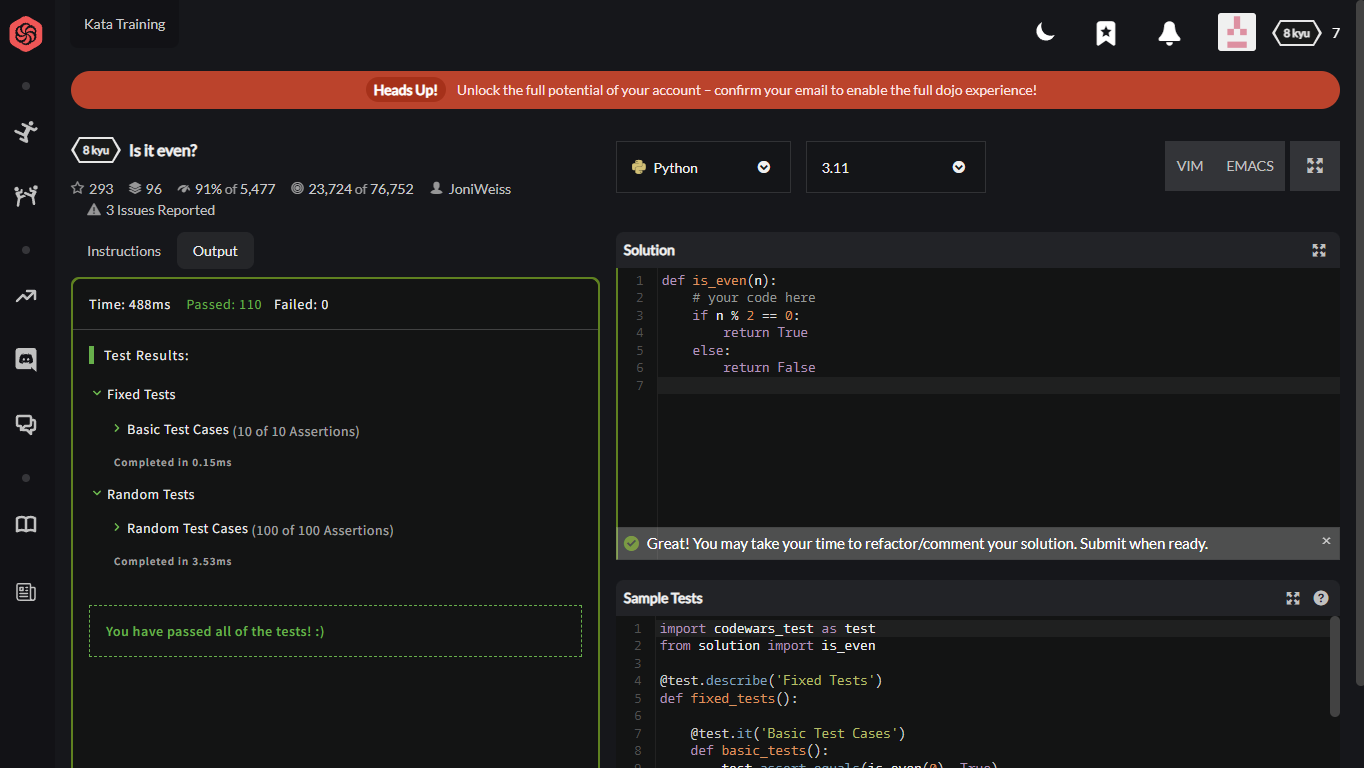 Kata Training
8 kyu 7
Heads Up! Unlock the full potential of your account – confirm your email to enable the full dojo experience!
8 kyu Is it even?
293 96 91% of 5,477 23,724 of 76,752 JoniWeiss
3 Issues Reported
Instructions Output
Time: 488ms Passed: 110 Failed: 0
Test Results:
Fixed Tests
Basic Test Cases (10 of 10 Assertions)
Completed in 0.15ms
Random Tests
Random Test Cases (100 of 100 Assertions)
Completed in 3.53ms
You have passed all of the tests! :)
Python 3.11 VIM EMACS
Solution
1 def is_even(n):
2 # your code here
3 if n % 2 == 0:
4 return True
5 else:
6 return False
7
Great! You may take your time to refactor/comment your solution. Submit when ready.
Sample Tests
1 import codewars_test as test
2 from solution import is_even
3
4 @test.describe('Fixed Tests')
5 def fixed_tests():
6
7 @test.it('Basic Test Cases')
8 def basic_tests():
9 test.assert_equals(is_even(0), True)